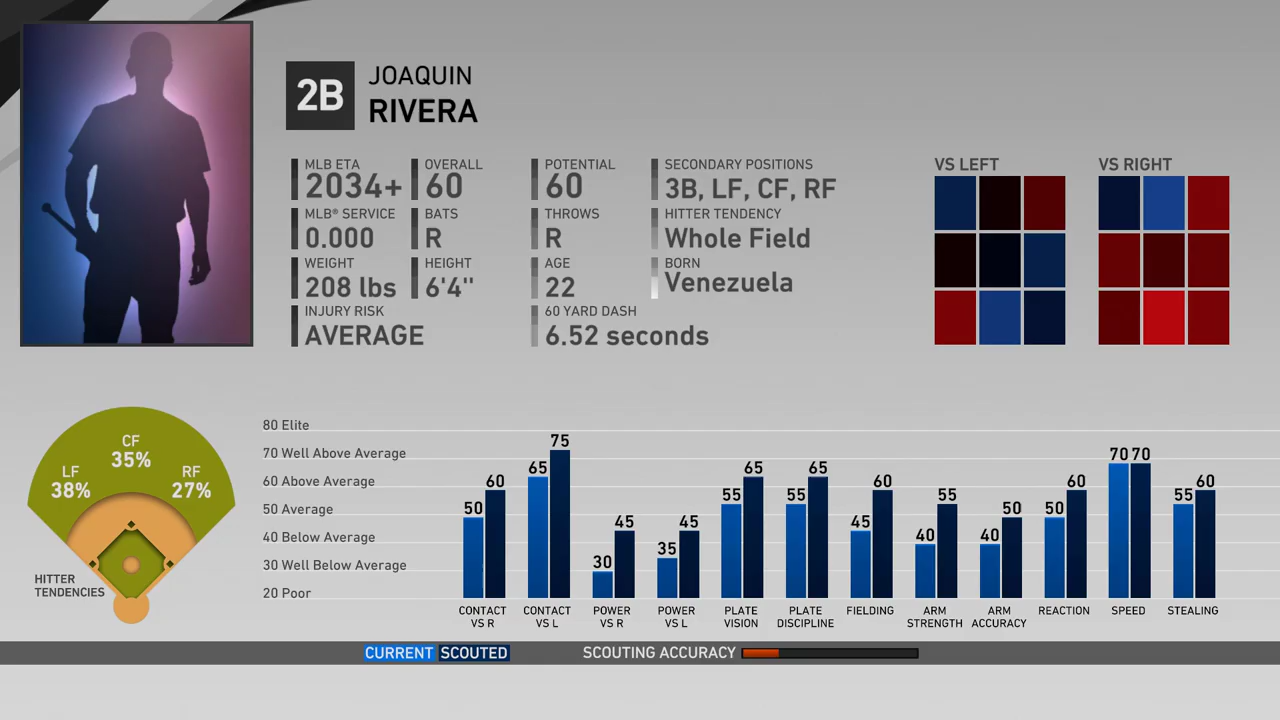 2B
JOAQUIN
RIVERA
MLB ETA
2034+
OVERALL
60
POTENTIAL
60
SECONDARY POSITIONS
3B, LF, CF, RF
MLB® SERVICE
0.000
BATS
R
THROWS
R
HITTER TENDENCY
Whole Field
WEIGHT
208 lbs
HEIGHT
6'4"
AGE
22
BORN
Venezuela
INJURY RISK
AVERAGE
60 YARD DASH
6.52 seconds
VS LEFT
VS RIGHT
CF
35%
LF
38%
RF
27%
HITTER
TENDENCIES
80 Elite
70 Well Above Average
60 Above Average
50 Average
40 Below Average
30 Well Below Average
20 Poor
50 60
65 75
30 45
35 45
55 65
55 65
45 60
40 55
40 50
50 60
70 70
55 60
CONTACT
VS R
CONTACT
VS L
POWER
VS R
POWER
VS L
PLATE
VISION
PLATE
DISCIPLINE
FIELDING
ARM
STRENGTH
ARM
ACCURACY
REACTION
SPEED
STEALING
CURRENT SCOUTED
SCOUTING ACCURACY